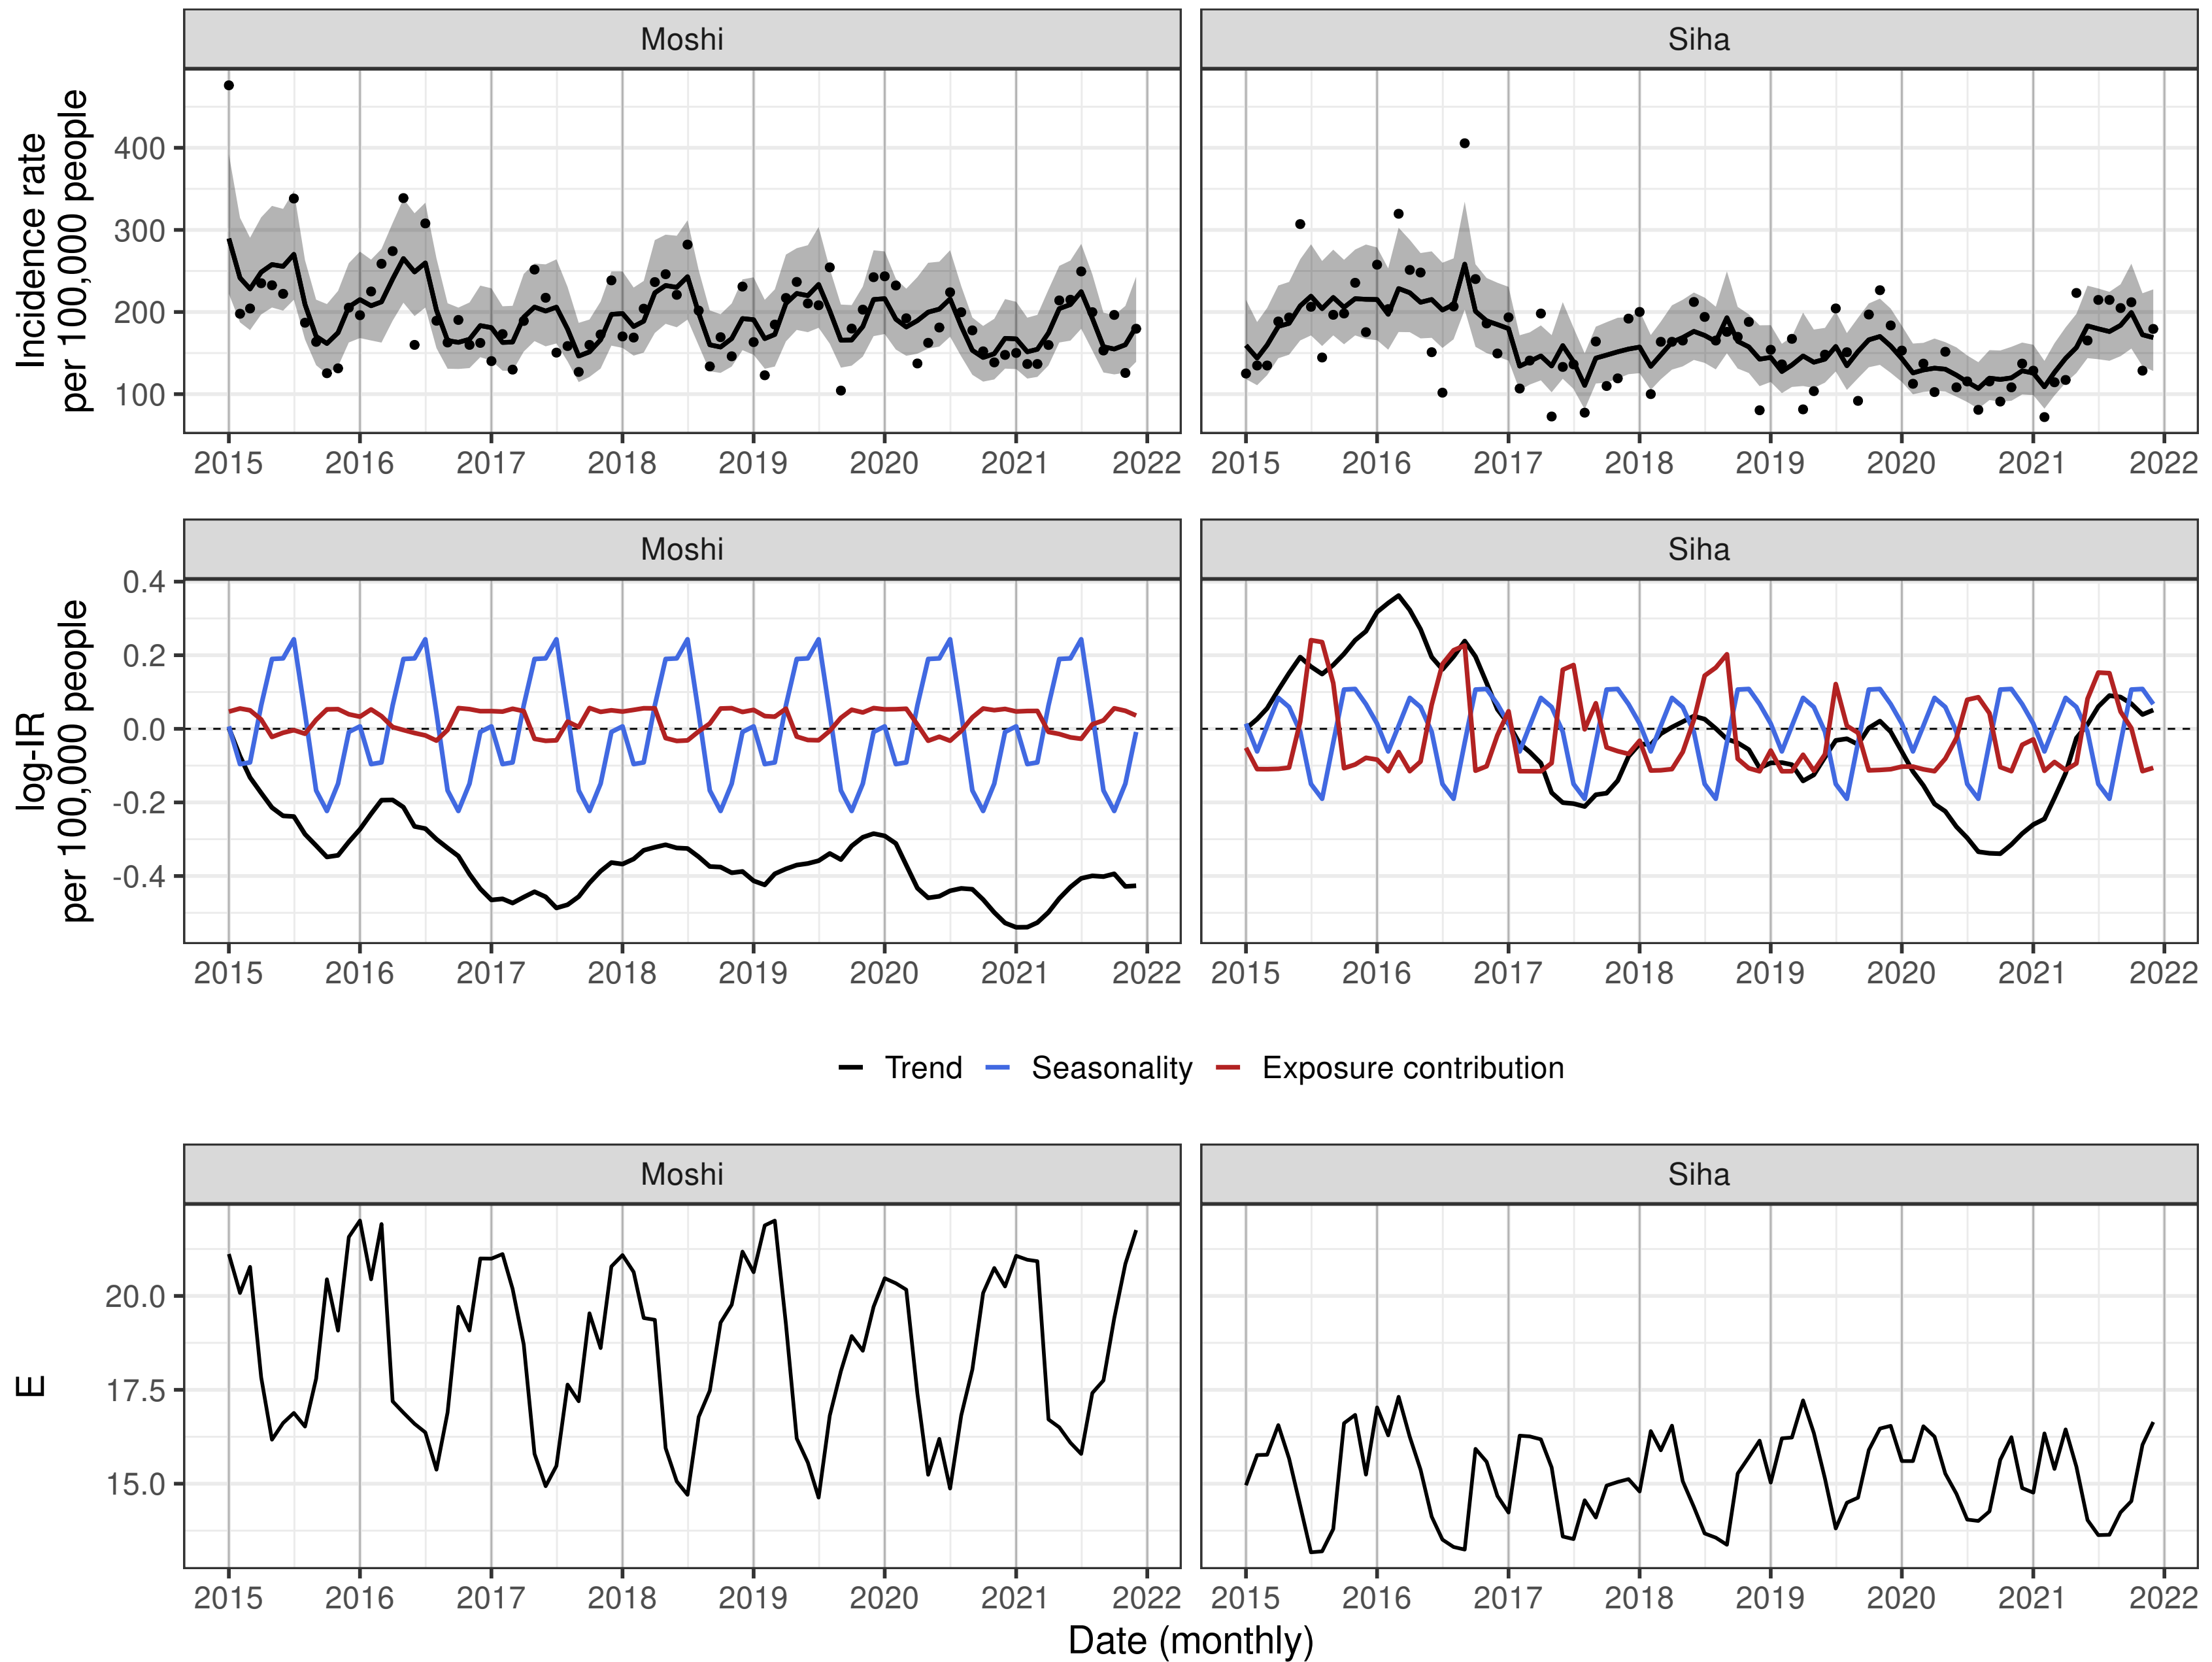 Moshi
Siha
Incidence rate
per 100,000 people
400
300
200
100
2015 2016 2017 2018 2019 2020 2021 2022
2015 2016 2017 2018 2019 2020 2021 2022
Moshi
Siha
log-IR
per 100,000 people
0.4
0.2
0.0
-0.2
-0.4
2015 2016 2017 2018 2019 2020 2021 2022
2015 2016 2017 2018 2019 2020 2021 2022
Trend Seasonality Exposure contribution
Moshi
Siha
E
20.0
17.5
15.0
2015 2016 2017 2018 2019 2020 2021 2022
2015 2016 2017 2018 2019 2020 2021 2022
Date (monthly)